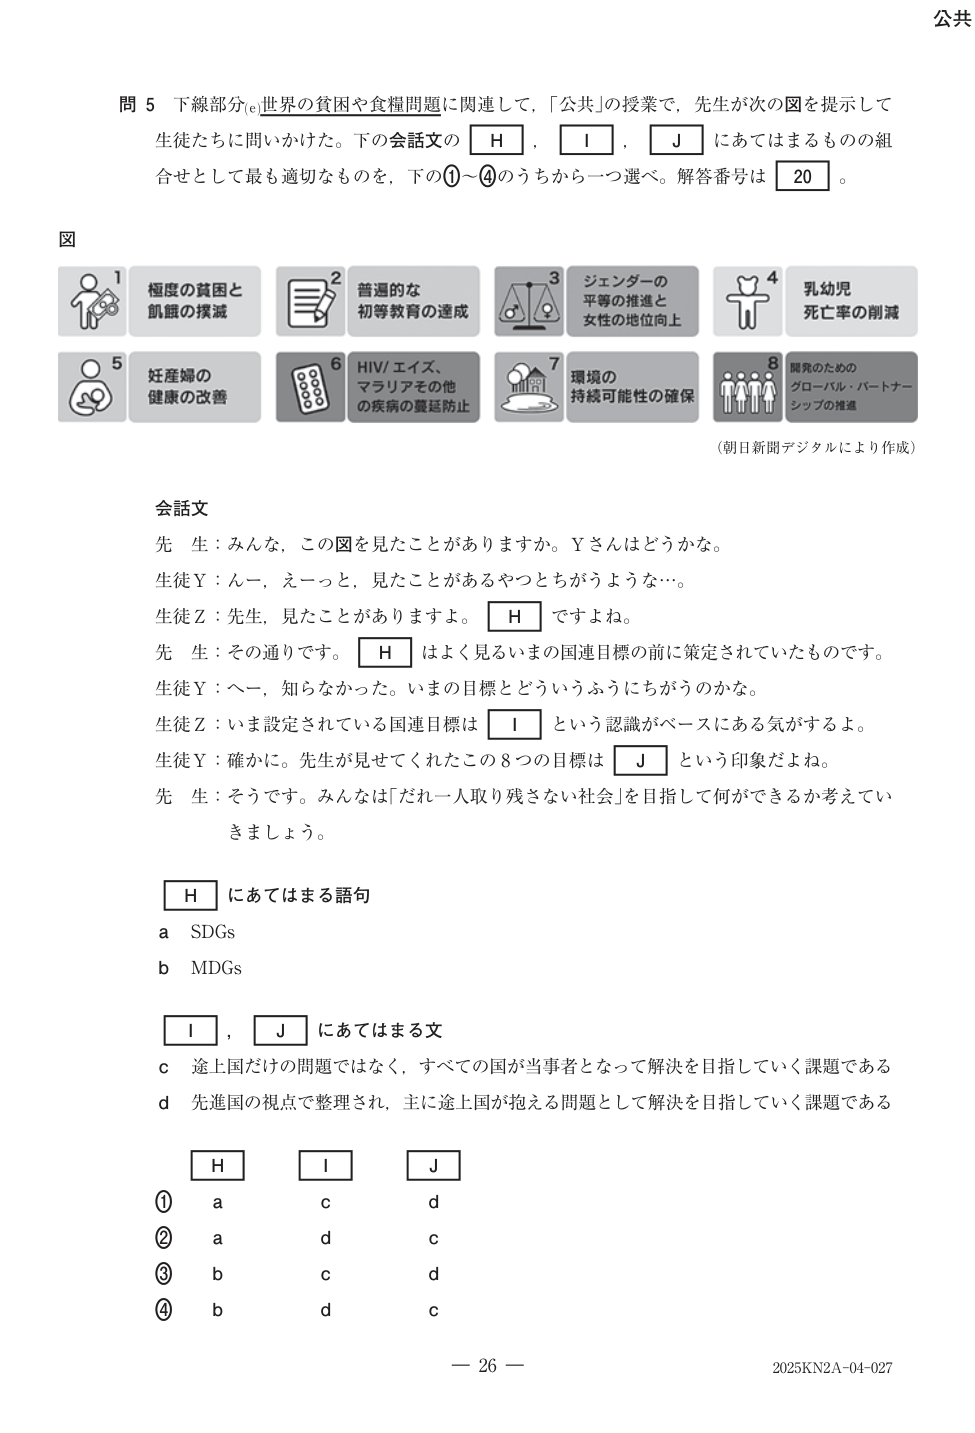 公共
問 5 下線部分(e)世界の貧困や食糧問題に関連して，「公共」の授業で，先生が次の図を提示して
生徒たちに問いかけた。下の会話文の H ， I ， J にあてはまるものの組
合せとして最も適切なものを，下の①～④のうちから一つ選べ。解答番号は 20 。
図
1 極度の貧困と
飢餓の撲滅
2 普遍的な
初等教育の達成
3 ジェンダーの
平等の推進と
女性の地位向上
4 乳幼児
死亡率の削減
5 妊産婦の
健康の改善
6 HIV/エイズ、
マラリアその他
の疾病の蔓延防止
7 環境の
持続可能性の確保
8 開発のための
グローバル・パートナー
シップの推進
（朝日新聞デジタルにより作成）
会話文
先 生：みんな，この図を見たことがありますか。Yさんはどうかな。
生徒Y：んー，えーっと，見たことがあるやつとちがうような…。
生徒Z：先生，見たことがありますよ。 H ですよね。
先 生：その通りです。 H はよく見るいまの国連目標の前に策定されていたものです。
生徒Y：へー，知らなかった。いまの目標とどういうふうにちがうのかな。
生徒Z：いま設定されている国連目標は I という認識がベースにある気がするよ。
生徒Y：確かに。先生が見せてくれたこの8つの目標は J という印象だよね。
先 生：そうです。みんなは「だれ一人取り残さない社会」を目指して何ができるか考えてい
きましょう。
H にあてはまる語句
a SDGs
b MDGs
I ， J にあてはまる文
c 途上国だけの問題ではなく，すべての国が当事者となって解決を目指していく課題である
d 先進国の視点で整理され，主に途上国が抱える問題として解決を目指していく課題である
H I J
① a c d
② a d c
③ b c d
④ b d c
― 26 ―
2025KN2A-04-027